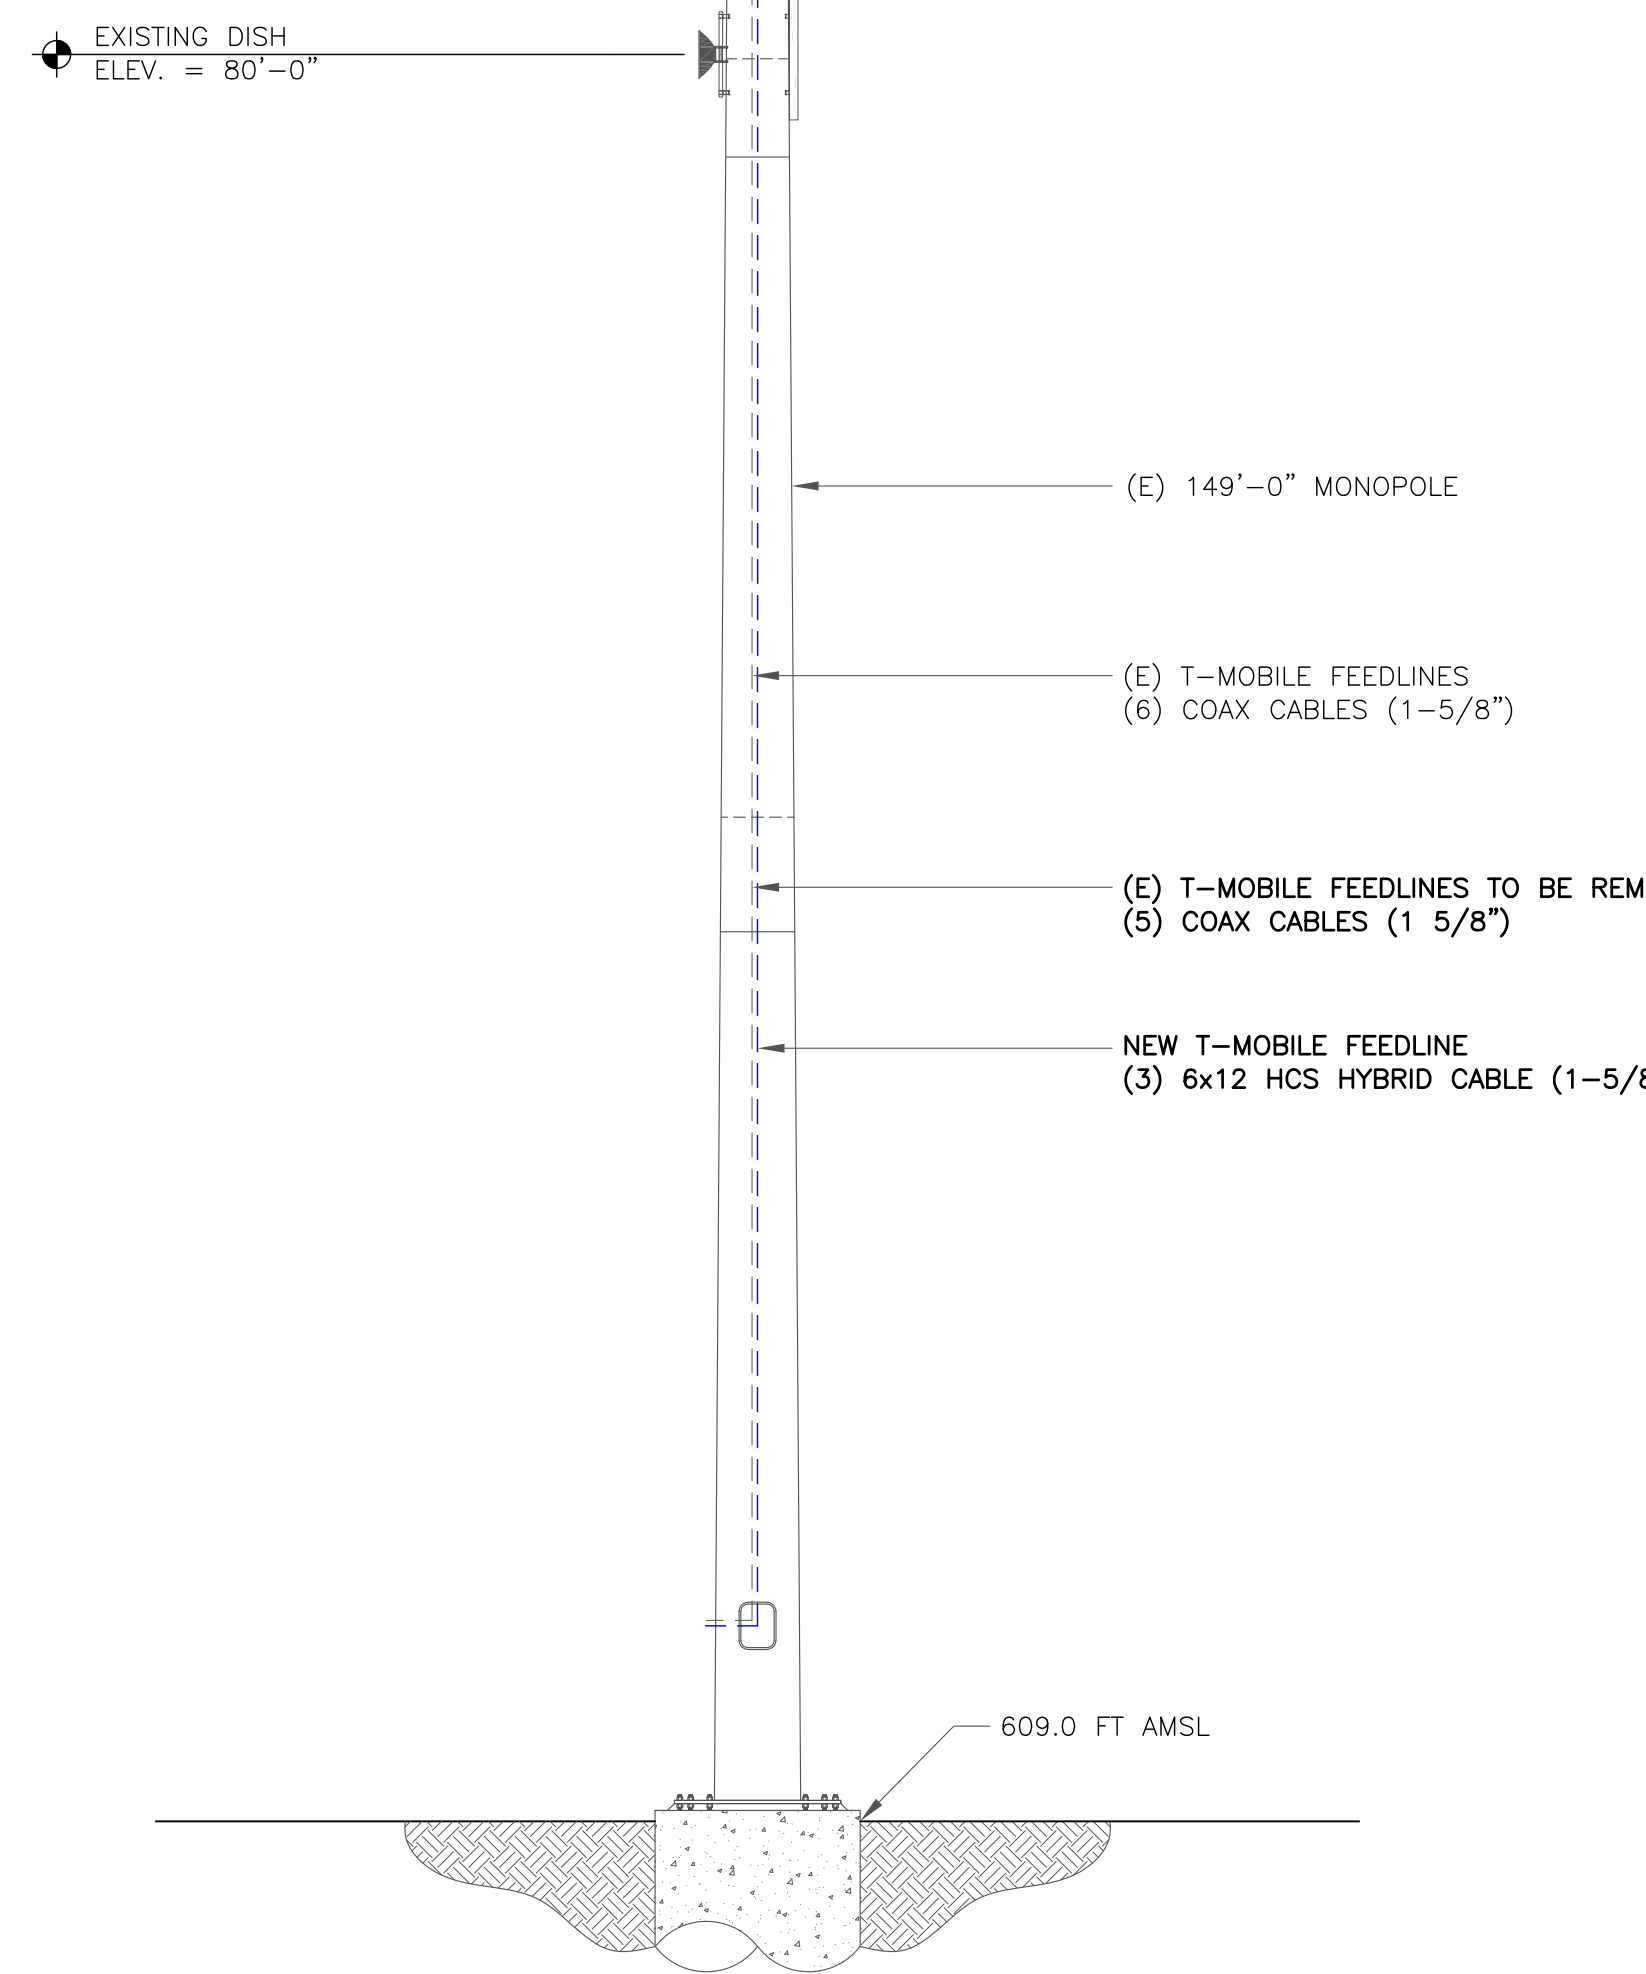 EXISTING DISH
ELEV. = 80'-0"
(E) 149'-0" MONOPOLE
(E) T-MOBILE FEEDLINES
(6) COAX CABLES (1-5/8")
(E) T-MOBILE FEEDLINES TO BE REM
(5) COAX CABLES (1 5/8")
NEW T-MOBILE FEEDLINE
(3) 6x12 HCS HYBRID CABLE (1-5/8
609.0 FT AMSL